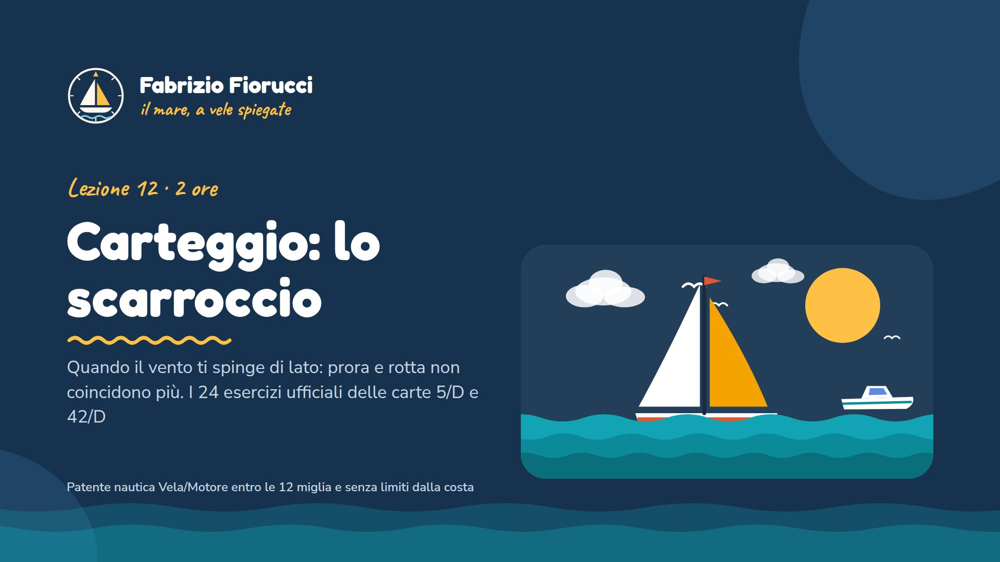 Fabrizio Fiorucci
il mare, a vele spiegate
Lezione 12 · 2 ore
Carteggio: lo
scarroccio
Quando il vento ti spinge di lato: prora e rotta non
coincidono più. I 24 esercizi ufficiali delle carte 5/D e
42/D
Patente nautica Vela/Motore entro le 12 miglia e senza limiti dalla costa